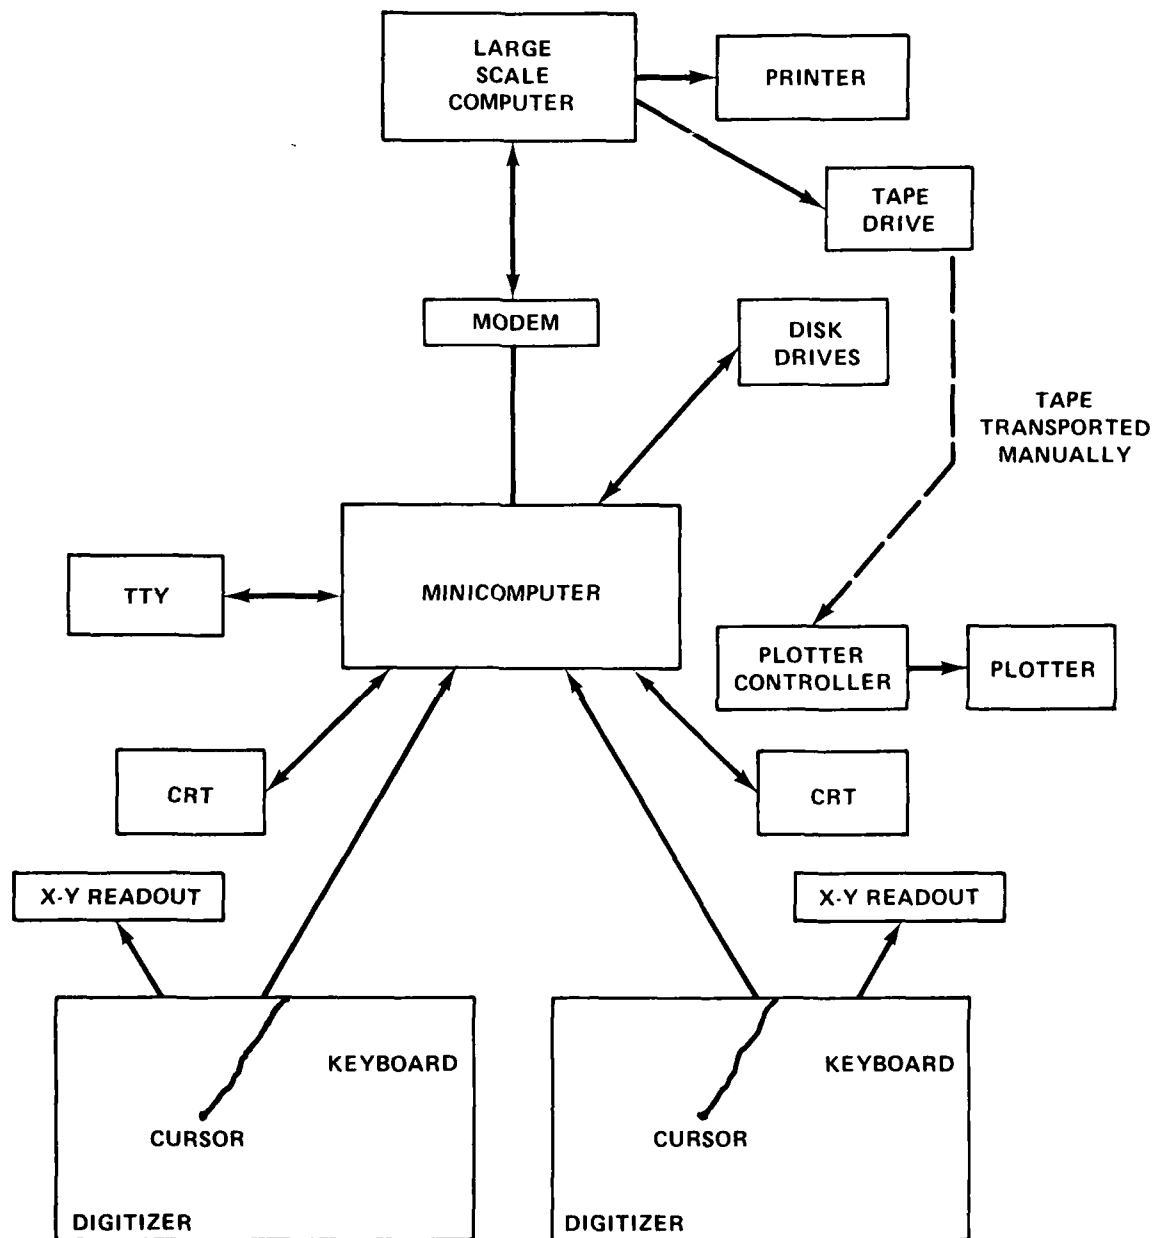 LARGE
SCALE
COMPUTER
PRINTER
TAPE
DRIVE
MODEM
DISK
DRIVES
TAPE
TRANSPORTED
MANUALLY
TTY
MINICOMPUTER
PLOTTER
CONTROLLER
PLOTTER
CRT
CRT
X-Y READOUT
X-Y READOUT
KEYBOARD
CURSOR
DIGITIZER
KEYBOARD
CURSOR
DIGITIZER